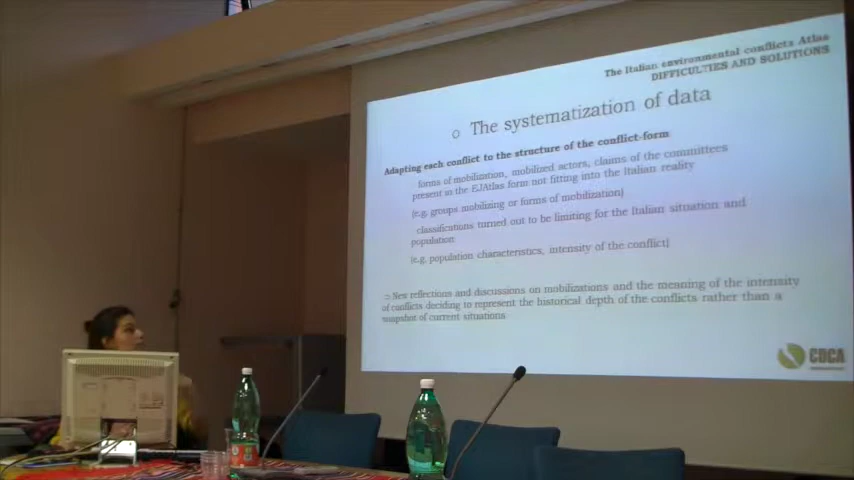 The Italian environmental conflicts Atlas
DIFFICULTIES AND SOLUTIONS
The systematization of data
Adapting each conflict to the structure of the conflict-form
forms of mobilization, mobilized actors, claims of the committees
present in the EJAtlas form not fitting into the Italian reality
(e.g. groups mobilizing or forms of mobilization)
classifications turned out to be limiting for the Italian situation and
population
(e.g. population characteristics, intensity of the conflict)
New reflections and discussions on mobilizations and the meaning of the intensity
of conflicts deciding to represent the historical depth of the conflicts rather than a
snapshot of current situations
CDCA